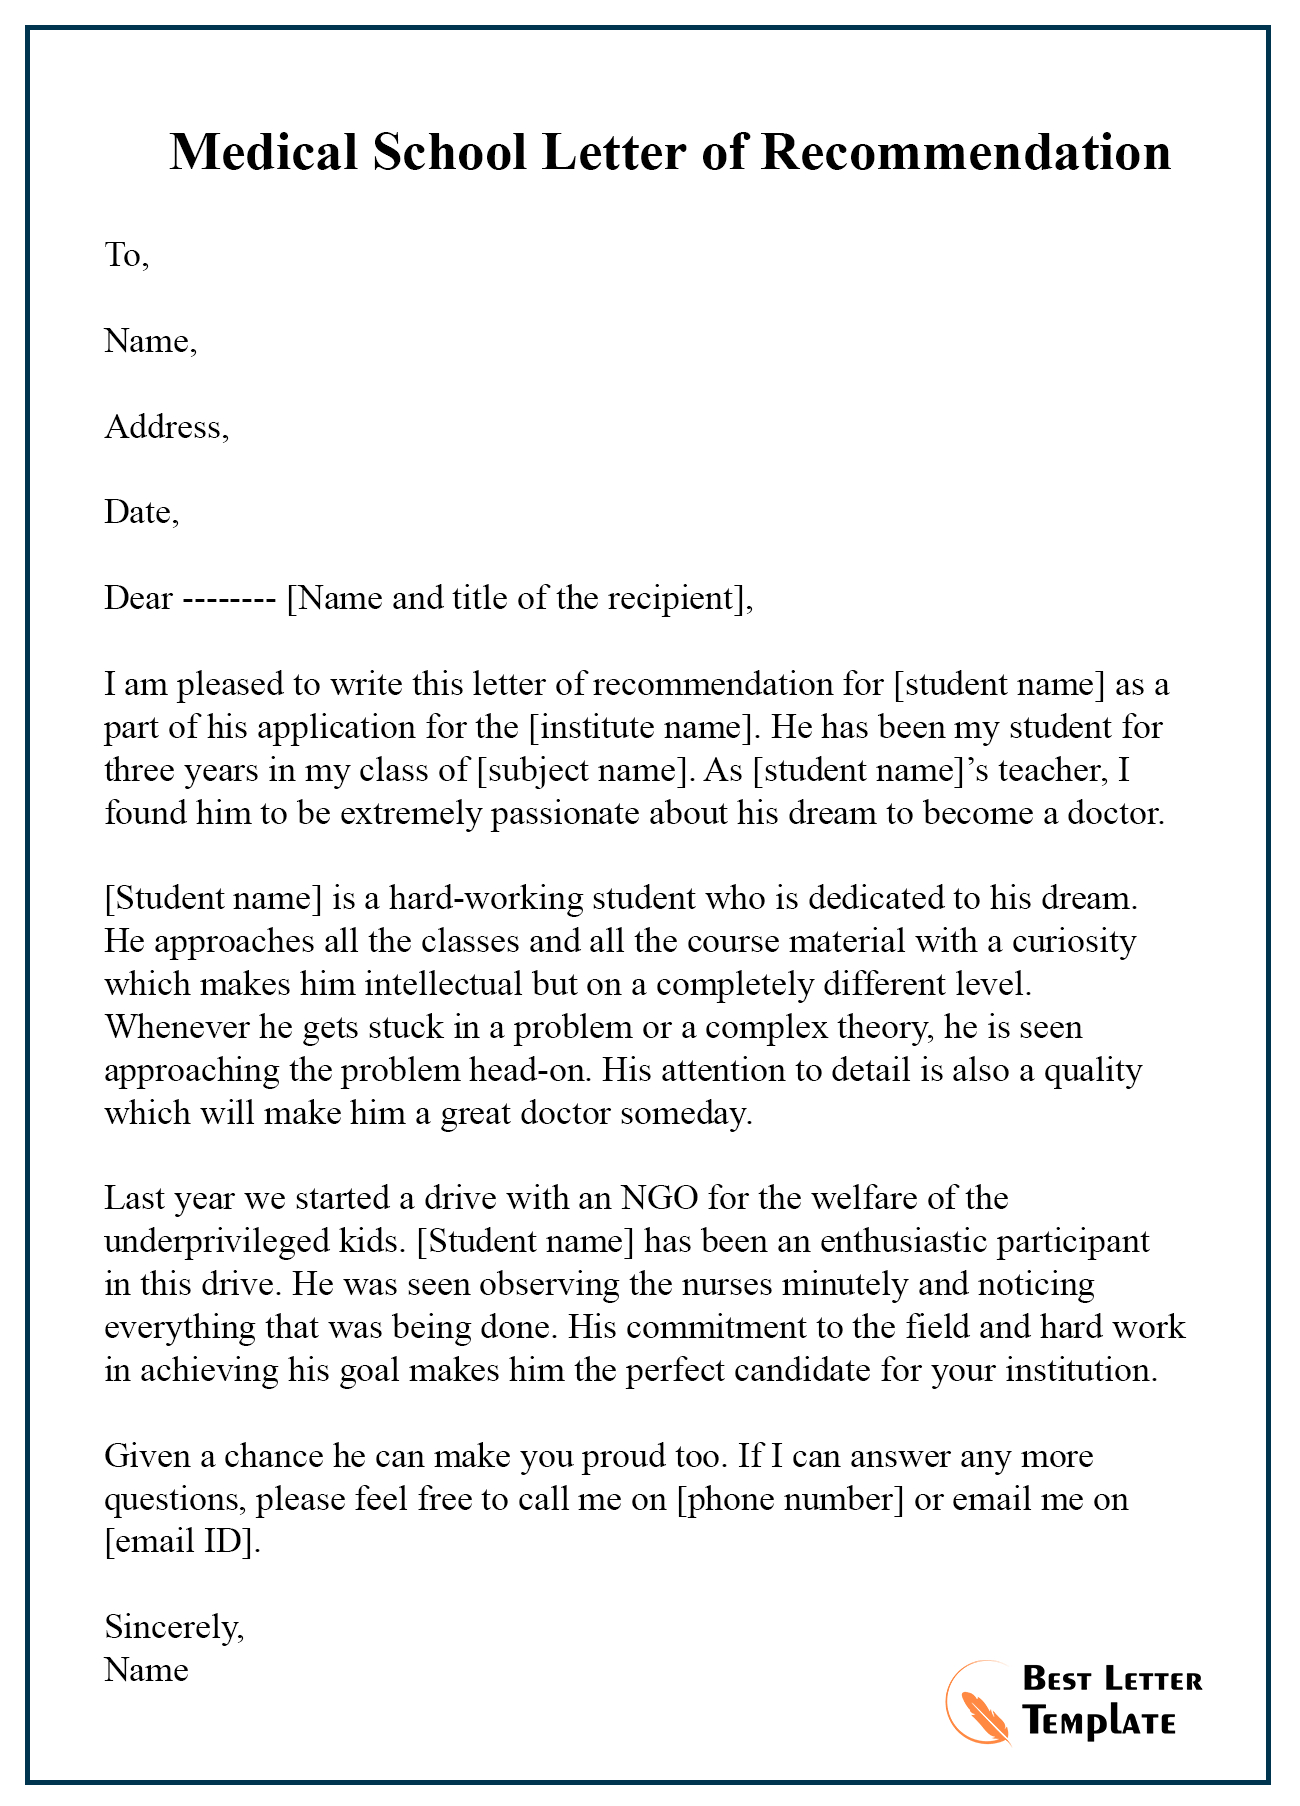 Medical School Letter of Recommendation
To,
Name,
Address,
Date,
Dear -------- [Name and title of the recipient],
I am pleased to write this letter of recommendation for [student name] as a
part of his application for the [institute name]. He has been my student for
three years in my class of [subject name]. As [student name]’s teacher, I
found him to be extremely passionate about his dream to become a doctor.
[Student name] is a hard-working student who is dedicated to his dream.
He approaches all the classes and all the course material with a curiosity
which makes him intellectual but on a completely different level.
Whenever he gets stuck in a problem or a complex theory, he is seen
approaching the problem head-on. His attention to detail is also a quality
which will make him a great doctor someday.
Last year we started a drive with an NGO for the welfare of the
underprivileged kids. [Student name] has been an enthusiastic participant
in this drive. He was seen observing the nurses minutely and noticing
everything that was being done. His commitment to the field and hard work
in achieving his goal makes him the perfect candidate for your institution.
Given a chance he can make you proud too. If I can answer any more
questions, please feel free to call me on [phone number] or email me on
[email ID].
Sincerely,
Name
Best Letter
Template